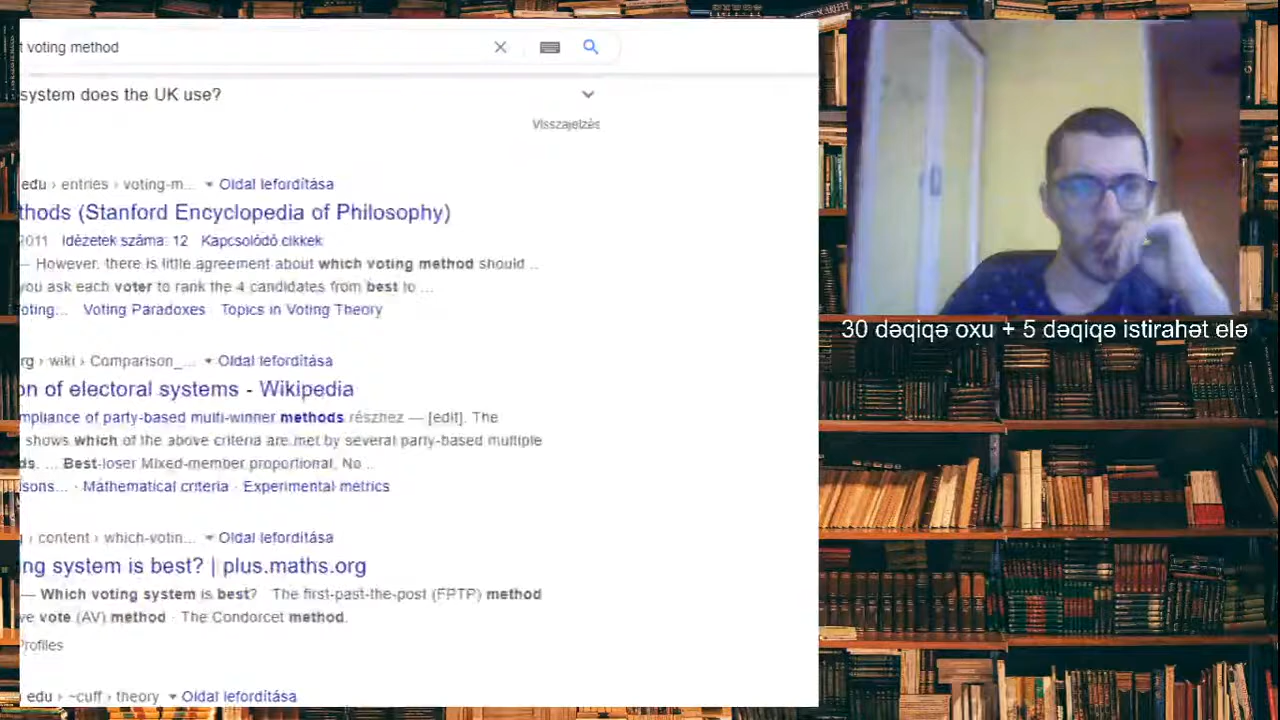 t voting method
system does the UK use?
Visszajelzés
edu › entries › voting-m... Oldal lefordítása
thods (Stanford Encyclopedia of Philosophy)
2011 Idézetek száma: 12 Kapcsolódó cikkek
— However, there is little agreement about which voting method should ...
you ask each voter to rank the 4 candidates from best to ...
oting... Voting Paradoxes Topics in Voting Theory
rg › wiki › Comparison_... Oldal lefordítása
on of electoral systems - Wikipedia
mpliance of party-based multi-winner methods részhez — [edit]. The
shows which of the above criteria are met by several party-based multiple
ds. ... Best-loser Mixed-member proportional, No ...
isons... · Mathematical criteria · Experimental metrics
› content › which-votin... Oldal lefordítása
ng system is best? | plus.maths.org
— Which voting system is best? The first-past-the-post (FPTP) method
ve vote (AV) method · The Condorcet method.
Profiles
edu › ~cuff › theory Oldal lefordítása
30 dəqiqə oxu + 5 dəqiqə istirahət elə